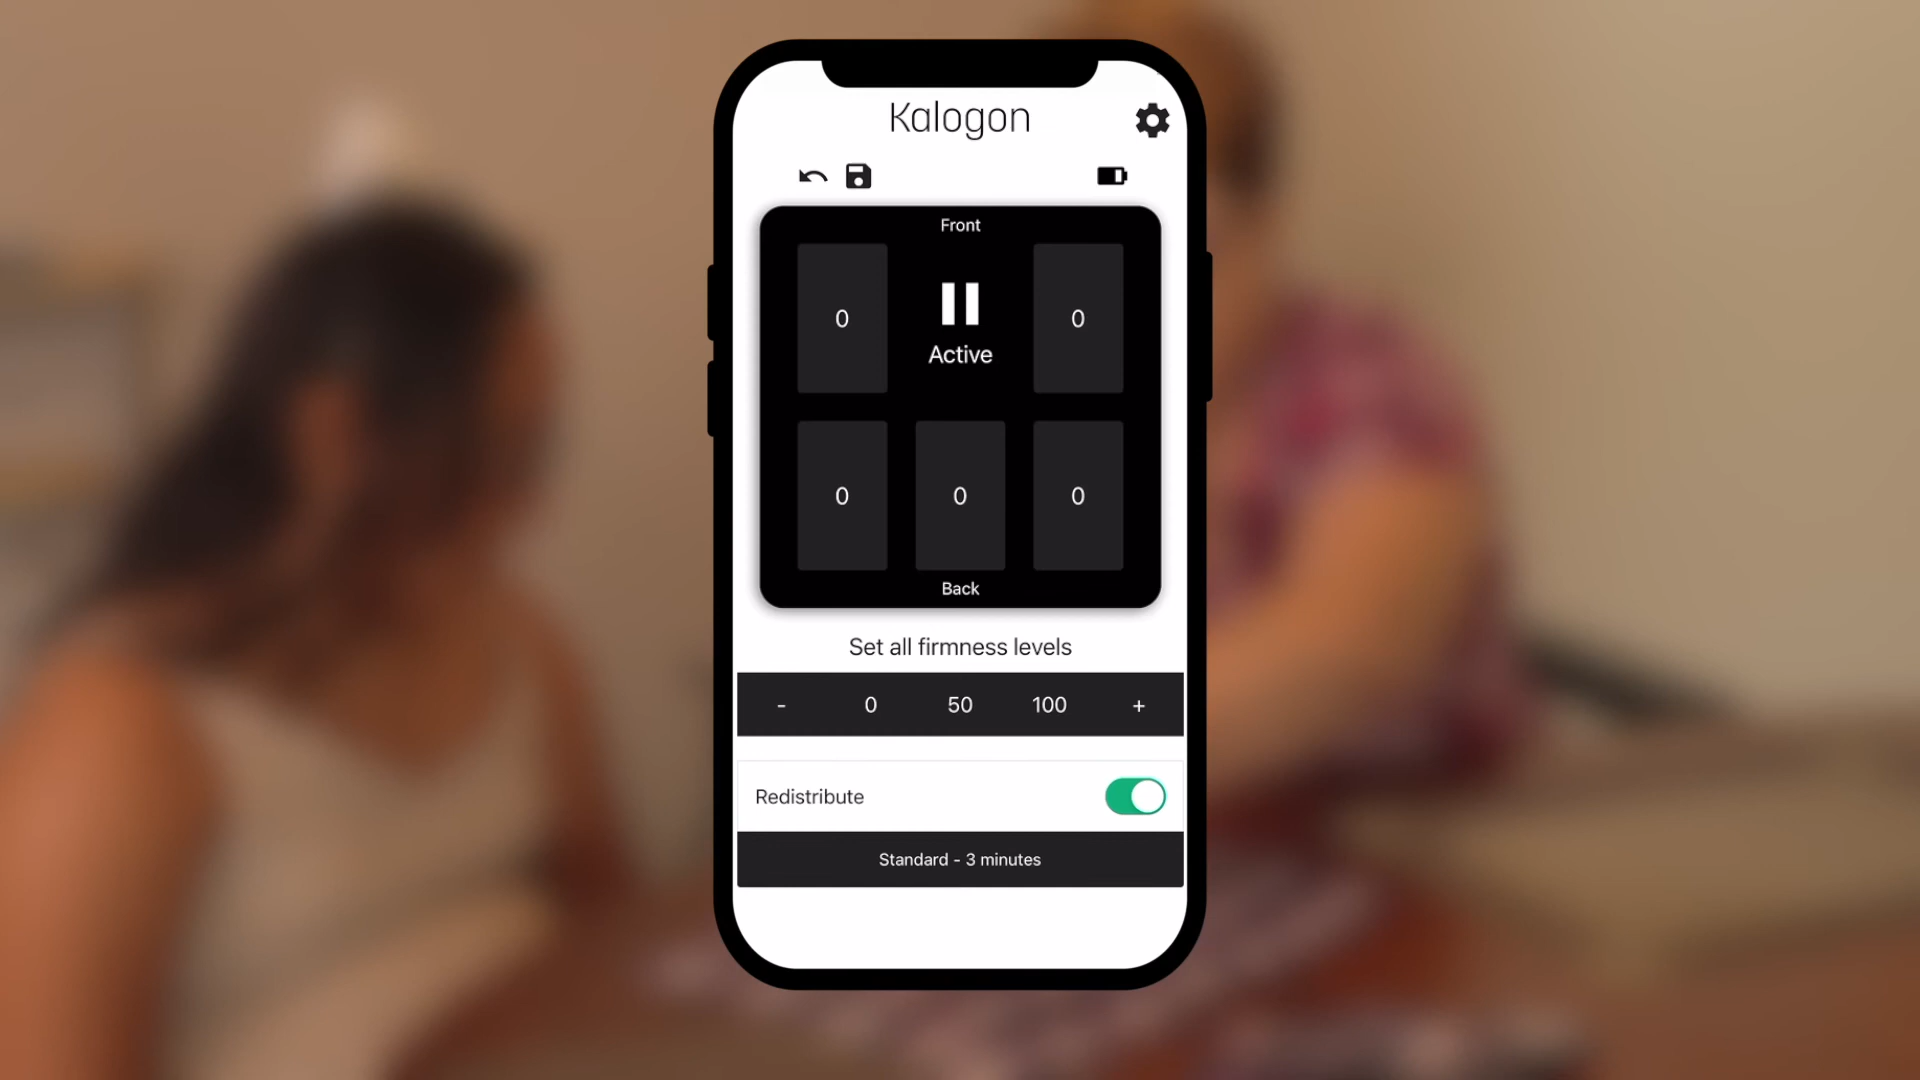 Kalogon
Front
0
Active
0
0
0
0
Back
Set all firmness levels
- 0 50 100 +
Redistribute
Standard - 3 minutes